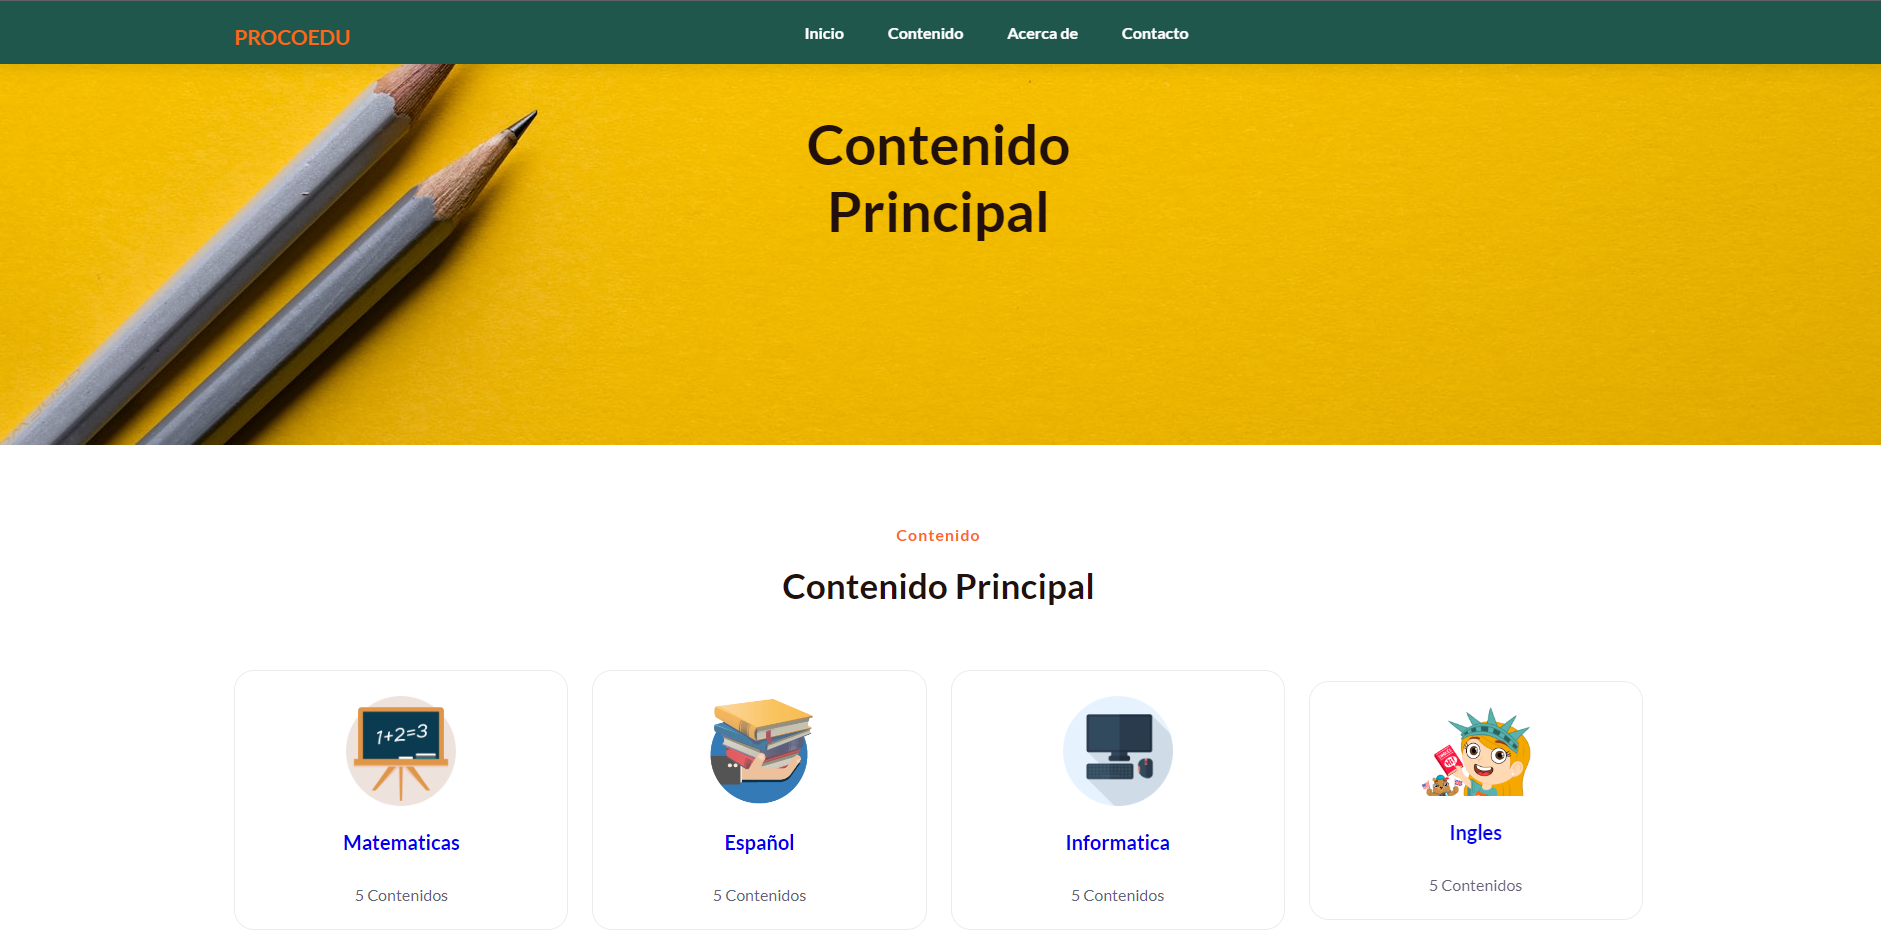 PROCOEDU
Inicio
Contenido
Acerca de
Contacto
Contenido
Principal
Contenido
Contenido Principal
1+2=3
Matematicas
5 Contenidos
Español
5 Contenidos
Informatica
5 Contenidos
Ingles
5 Contenidos